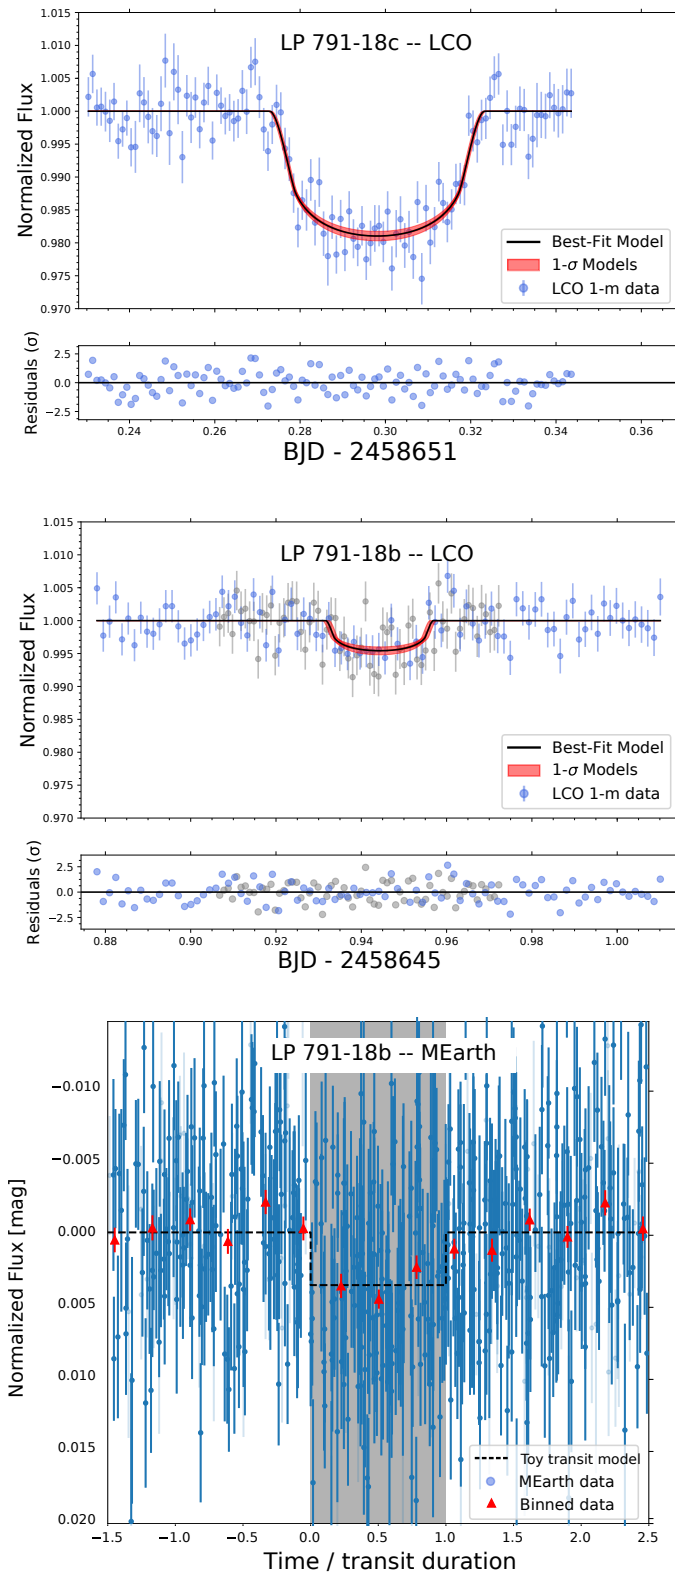 LP 791-18c -- LCO
1.015
1.010
1.005
1.000
0.995
0.990
0.985
0.980
0.975
0.970
Normalized Flux
Best-Fit Model
1-σ Models
LCO 1-m data
Residuals (σ)
2.5
0.0
−2.5
0.24 0.26 0.28 0.30 0.32 0.34 0.36
BJD - 2458651
LP 791-18b -- LCO
1.015
1.010
1.005
1.000
0.995
0.990
0.985
0.980
0.975
0.970
Normalized Flux
Best-Fit Model
1-σ Models
LCO 1-m data
Residuals (σ)
2.5
0.0
−2.5
0.88 0.90 0.92 0.94 0.96 0.98 1.00
BJD - 2458645
LP 791-18b -- MEarth
−0.010
−0.005
0.000
0.005
0.010
0.015
0.020
Normalized Flux [mag]
Toy transit model
MEarth data
Binned data
−1.5 −1.0 −0.5 0.0 0.5 1.0 1.5 2.0 2.5
Time / transit duration